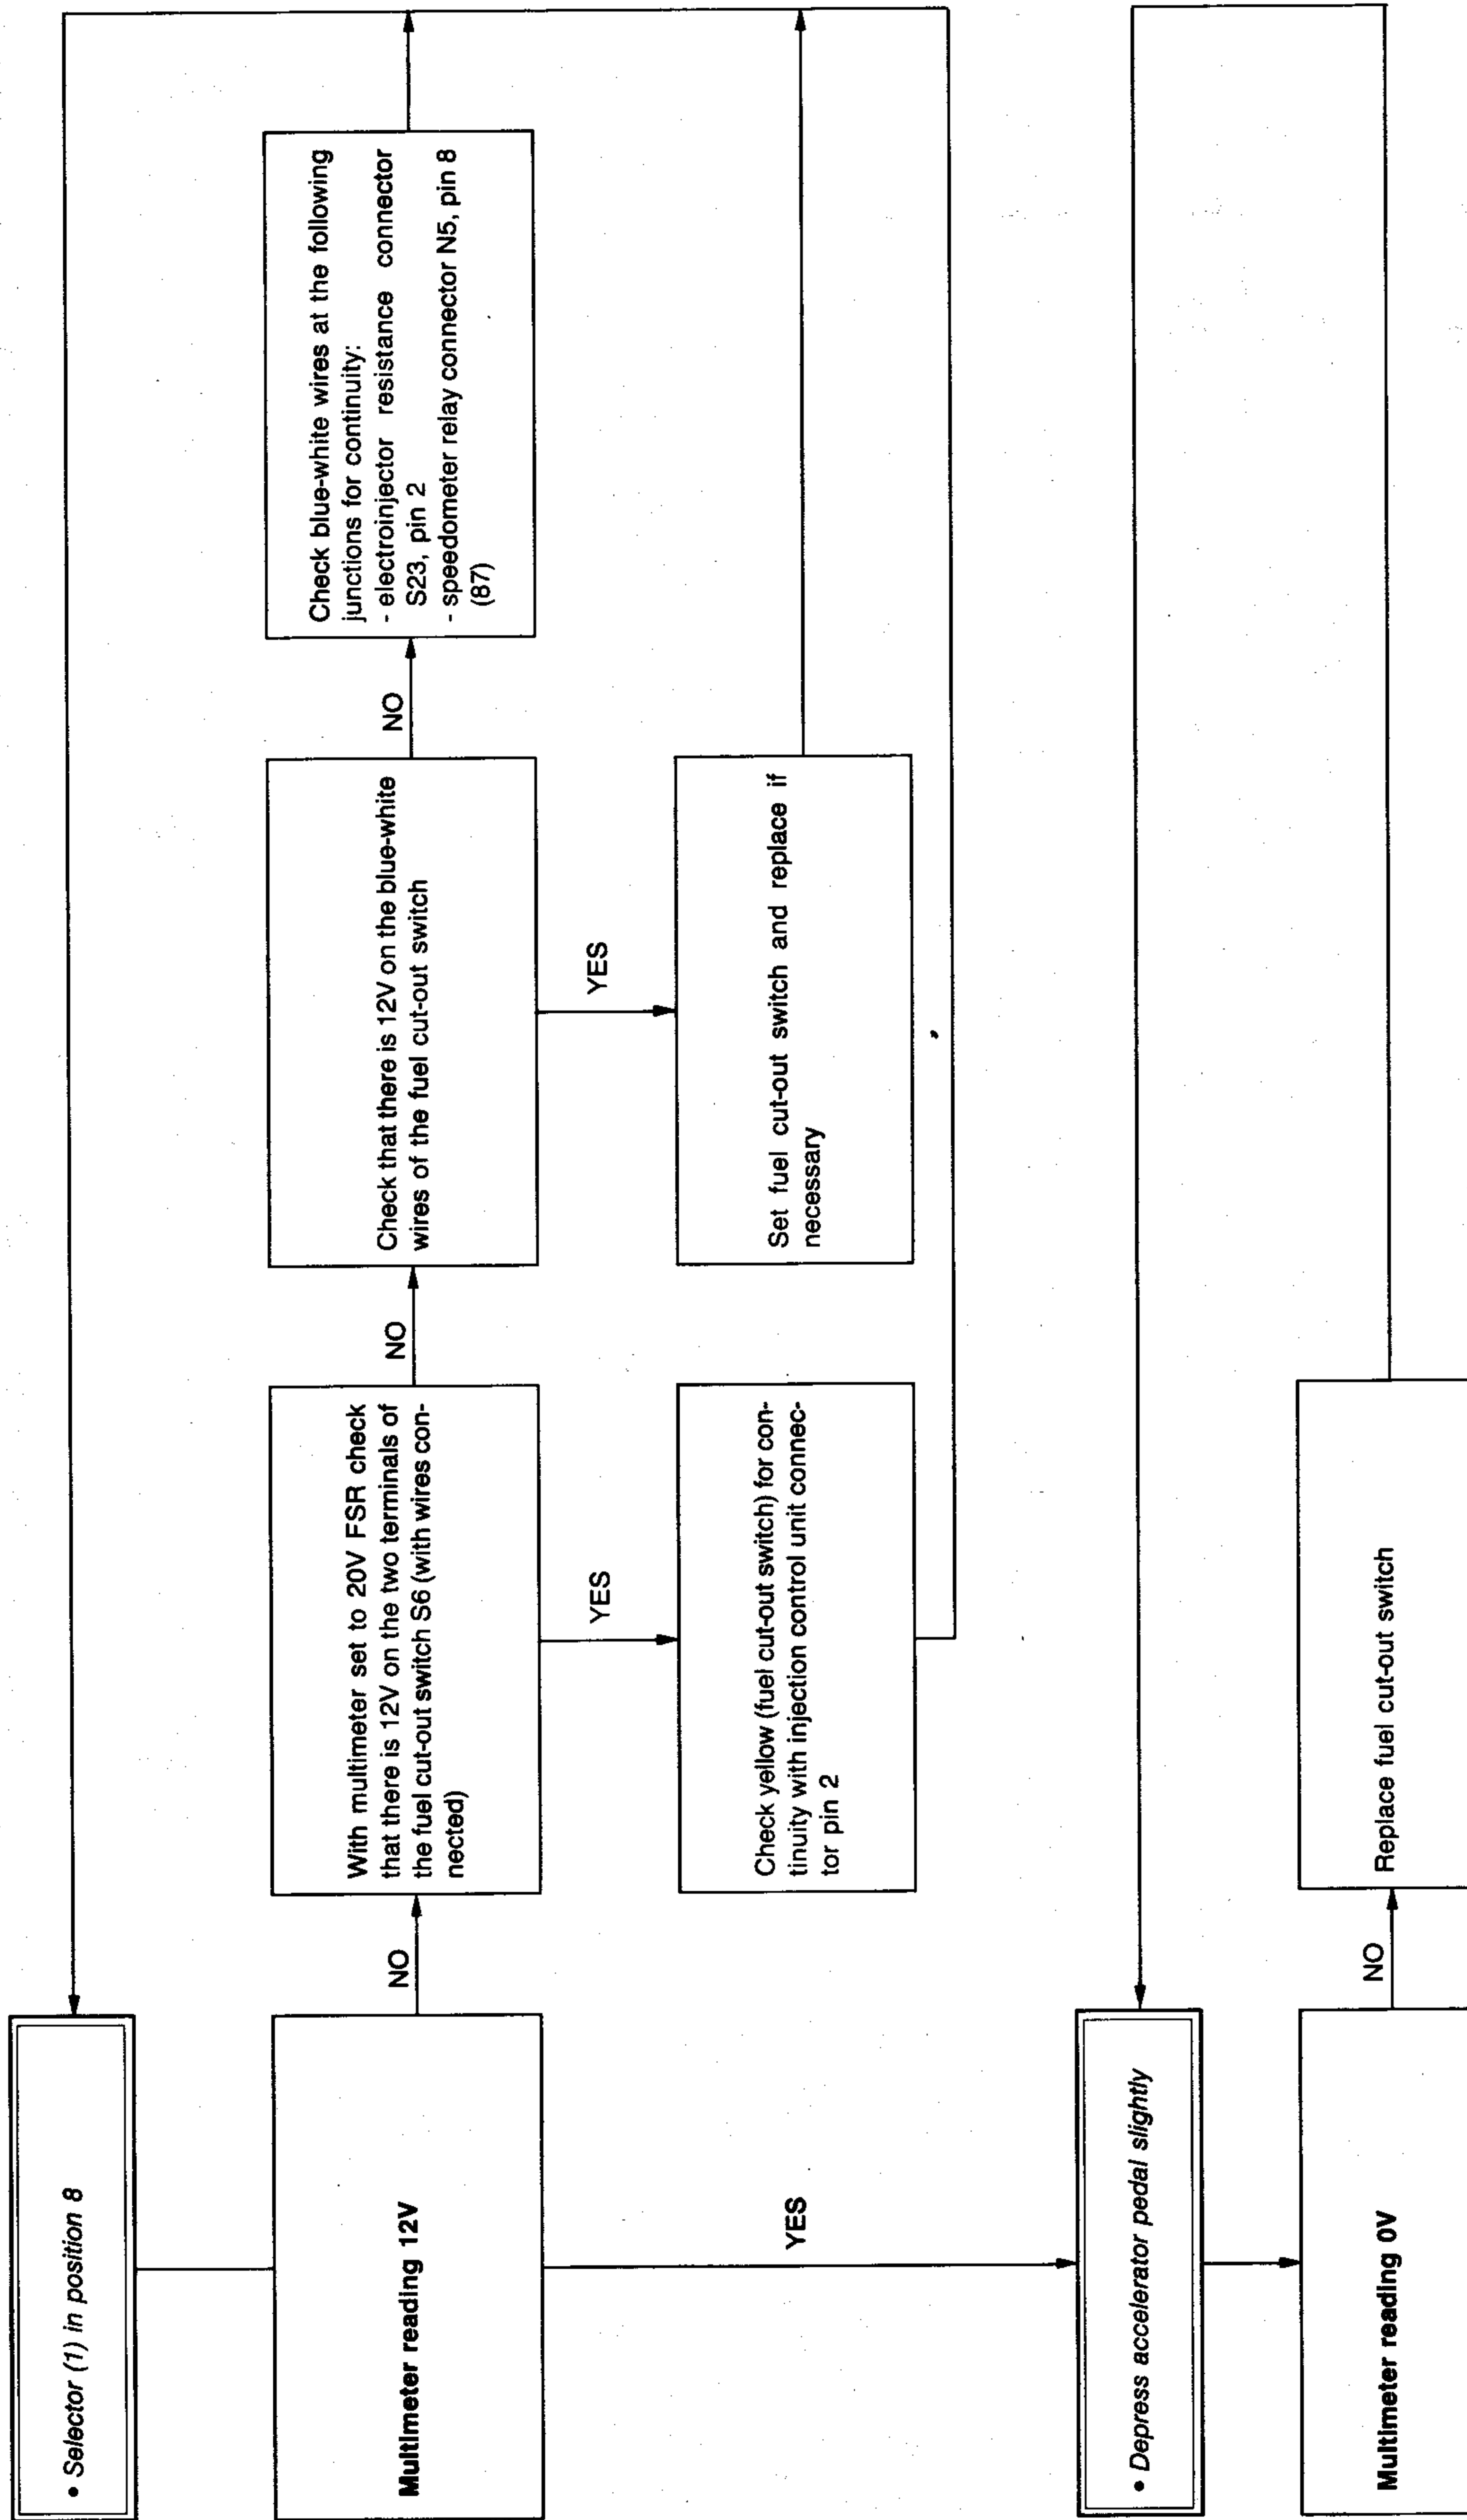 • Selector (1) in position 8
Multimeter reading 12V
NO
With multimeter set to 20V FSR check
that there is 12V on the two terminals of
the fuel cut-out switch S6 (with wires con-
nected)
NO
Check that there is 12V on the blue-white
wires of the fuel cut-out switch
NO
Check blue-white wires at the following
junctions for continuity:
- electroinjector resistance connector
S23, pin 2
- speedometer relay connector N5, pin 8
(87)
YES
Check yellow (fuel cut-out switch) for con-
tinuity with injection control unit connec-
tor pin 2
YES
Set fuel cut-out switch and replace if
necessary
YES
• Depress accelerator pedal slightly
Multimeter reading 0V
NO
Replace fuel cut-out switch